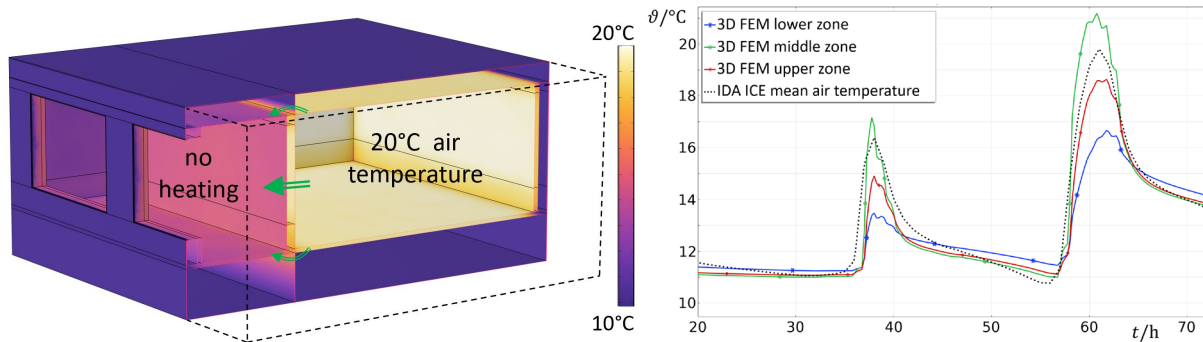 no
heating
20°C air
temperature
20°C
10°C
ϑ/°C
3D FEM lower zone
3D FEM middle zone
3D FEM upper zone
IDA ICE mean air temperature
20
18
16
14
12
10
20
30
40
50
60
70
t/h